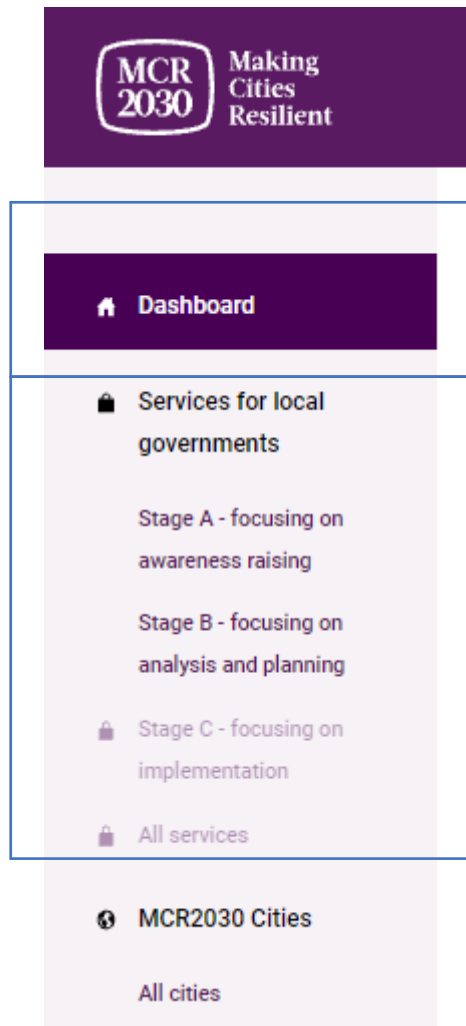 MCR
2030
Making
Cities
Resilient
Dashboard
Services for local
governments
Stage A - focusing on
awareness raising
Stage B - focusing on
analysis and planning
Stage C - focusing on
implementation
All services
MCR2030 Cities
All cities